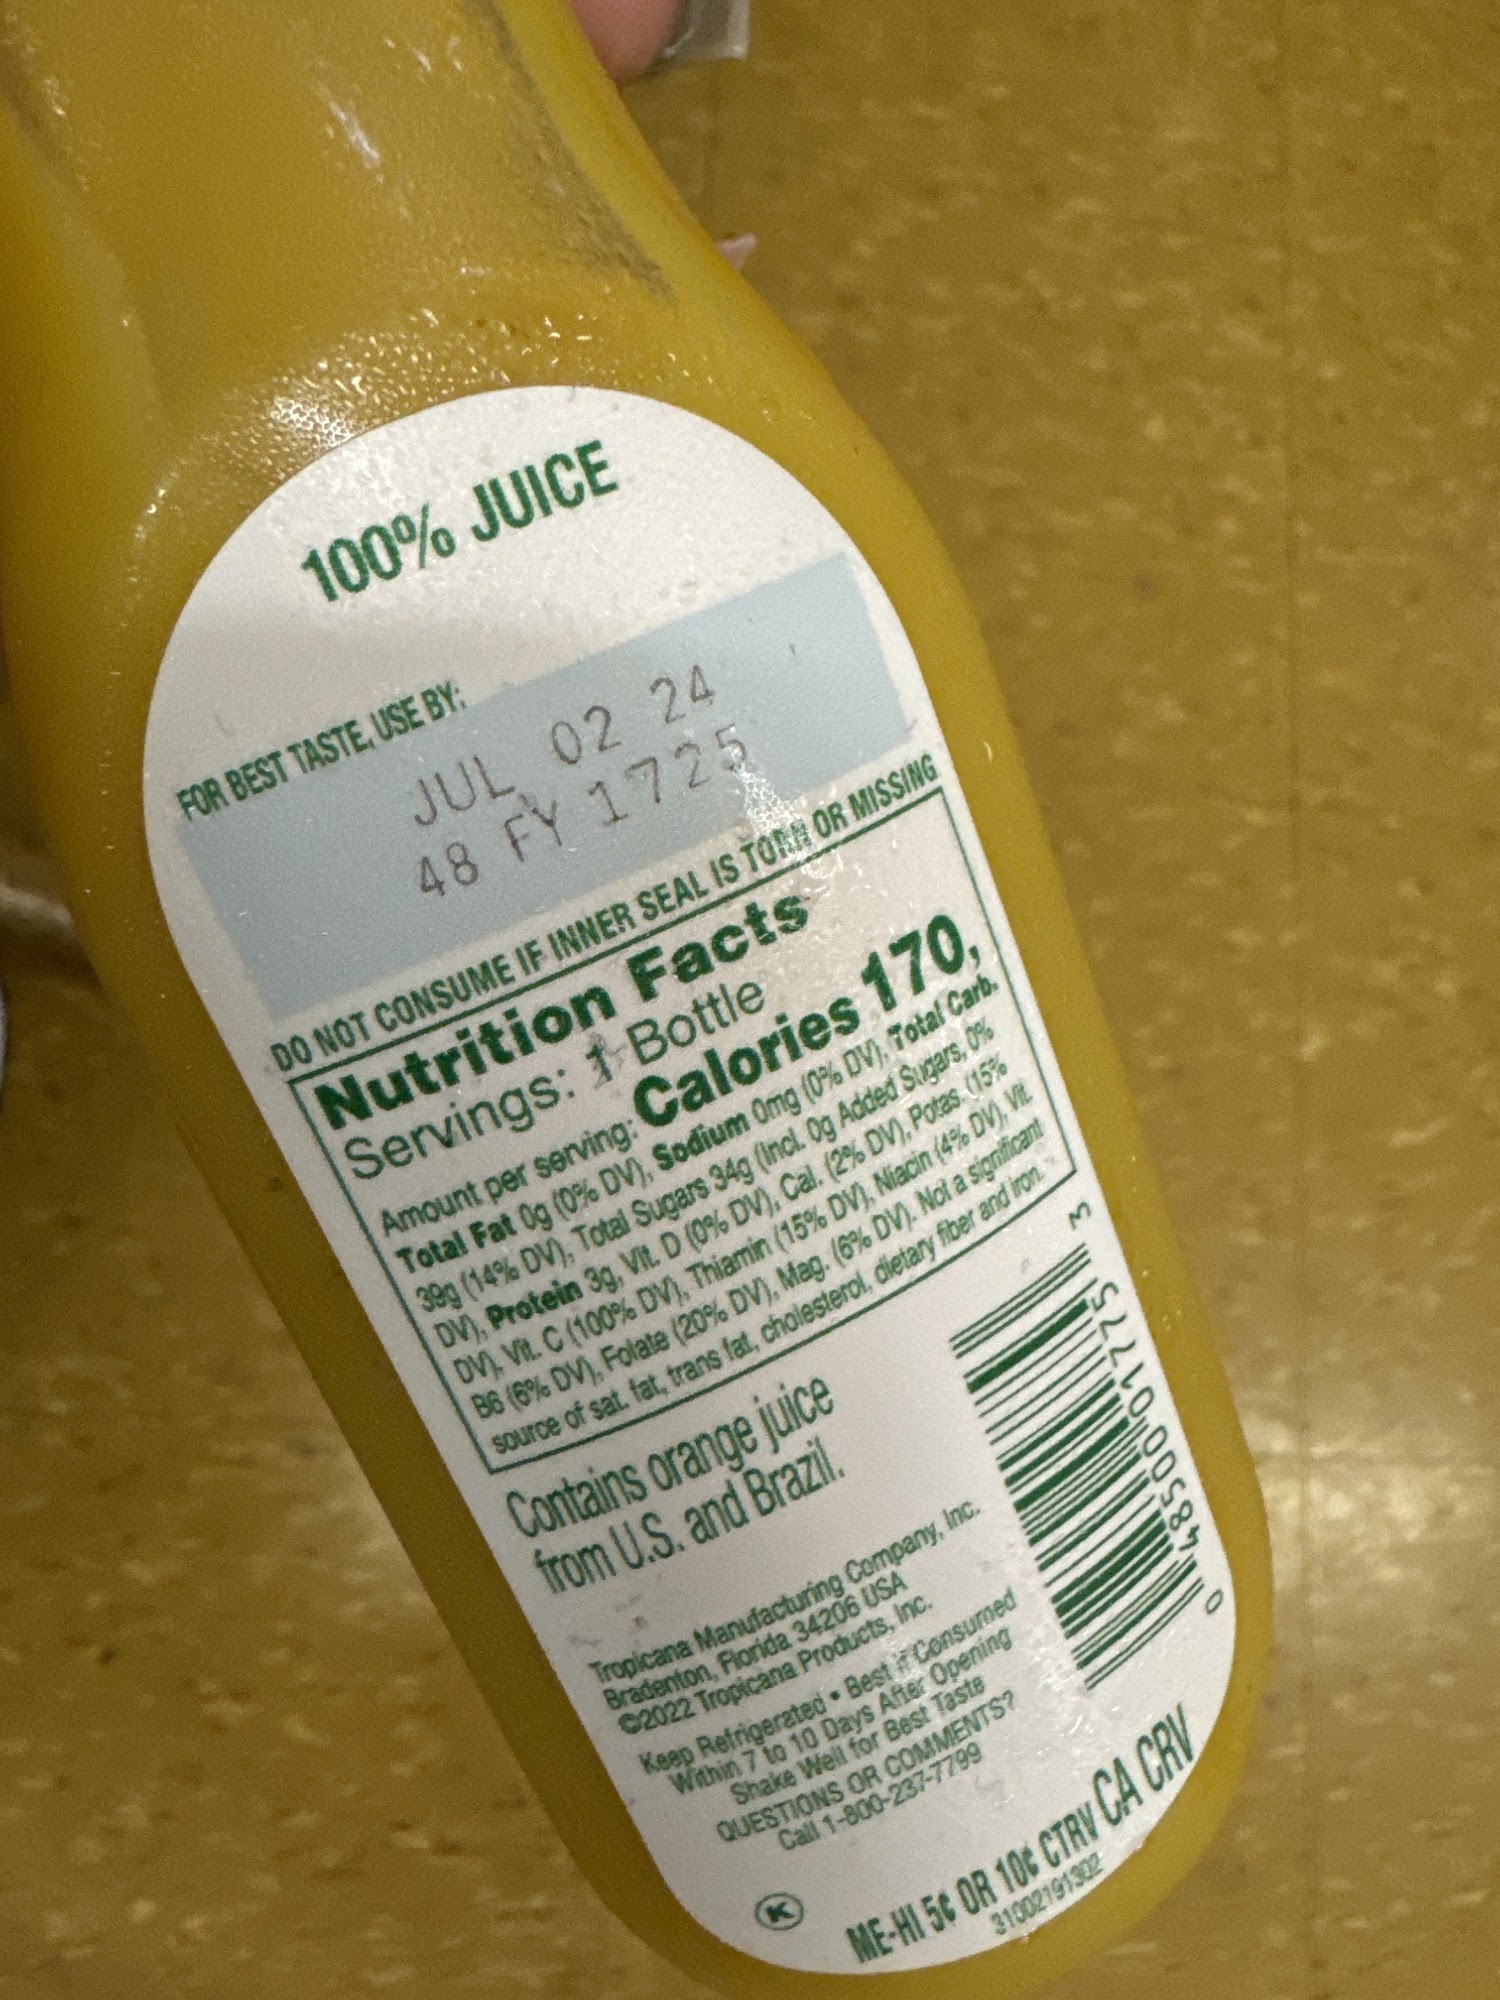 100% JUICE
FOR BEST TASTE, USE BY:
JUL 02 24
48 FY 1725
DO NOT CONSUME IF INNER SEAL IS TORN OR MISSING
Nutrition Facts
Servings: 1 Bottle
Amount per serving: Calories 170,
Total Fat 0g (0% DV), Sodium 0mg (0% DV), Total Carb.
39g (14% DV), Total Sugars 34g (Incl. 0g Added Sugars, 0%
DV), Protein 3g, Vit. D (0% DV), Cal. (2% DV), Potas. (15%
DV), Vit. C (100% DV), Thiamin (15% DV), Niacin (4% DV), Vit.
B6 (6% DV), Folate (20% DV), Mag. (6% DV). Not a significant
source of sat. fat, trans fat, cholesterol, dietary fiber and iron.
Contains orange juice
from U.S. and Brazil.
Tropicana Manufacturing Company, Inc.
Bradenton, Florida 34206 USA
©2022 Tropicana Products, Inc.
Keep Refrigerated • Best if Consumed
Within 7 to 10 Days After Opening
Shake Well for Best Taste
QUESTIONS OR COMMENTS?
Call 1-800-237-7799
3 57710 00584 0
K
ME-HI 5¢ OR 10¢ CTRV CA CRV
31002191302